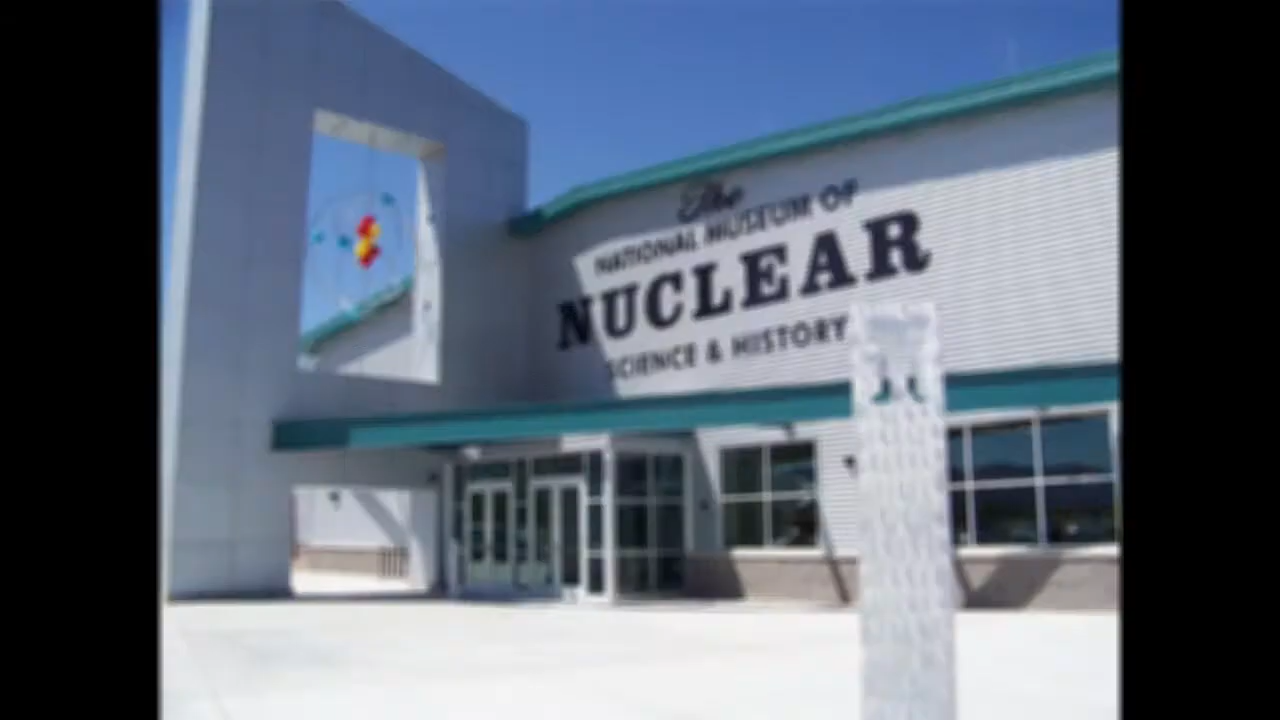 The
NATIONAL MUSEUM OF
NUCLEAR
SCIENCE & HISTORY